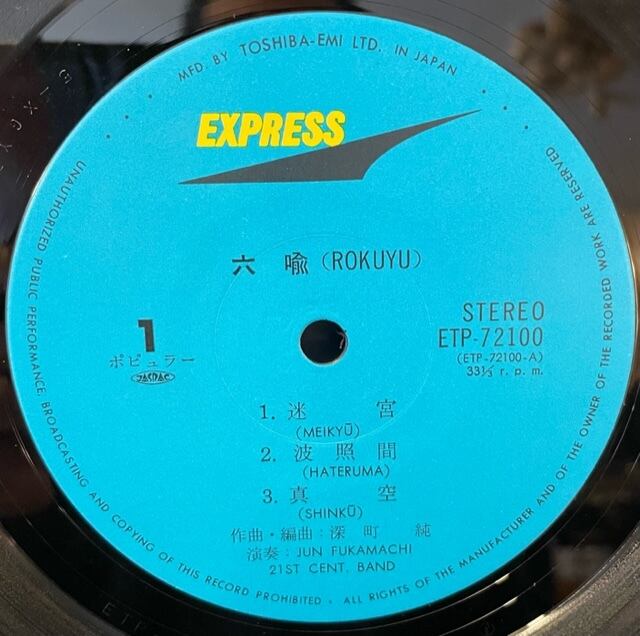 MFD. BY TOSHIBA-EMI LTD. IN JAPAN
EXPRESS
六 喩 (ROKUYU)
1
ポピュラー
JASRAC
STEREO
ETP-72100
(ETP-72100-A)
33⅓ r. p. m.
1. 迷 宮
(MEIKYŪ)
2. 波 照 間
(HATERUMA)
3. 真 空
(SHINKŪ)
作曲・編曲：深 町 純
演奏：JUN FUKAMACHI
21ST CENT. BAND
UNAUTHORIZED PUBLIC PERFORMANCE, BROADCASTING AND COPYING OF THIS RECORD PROHIBITED • ALL RIGHTS OF THE MANUFACTURER AND OF THE OWNER OF THE RECORDED WORK ARE RESERVED